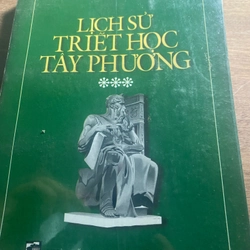 LỊCH SỬ
TRIẾT HỌC
TÂY PHƯƠNG
***